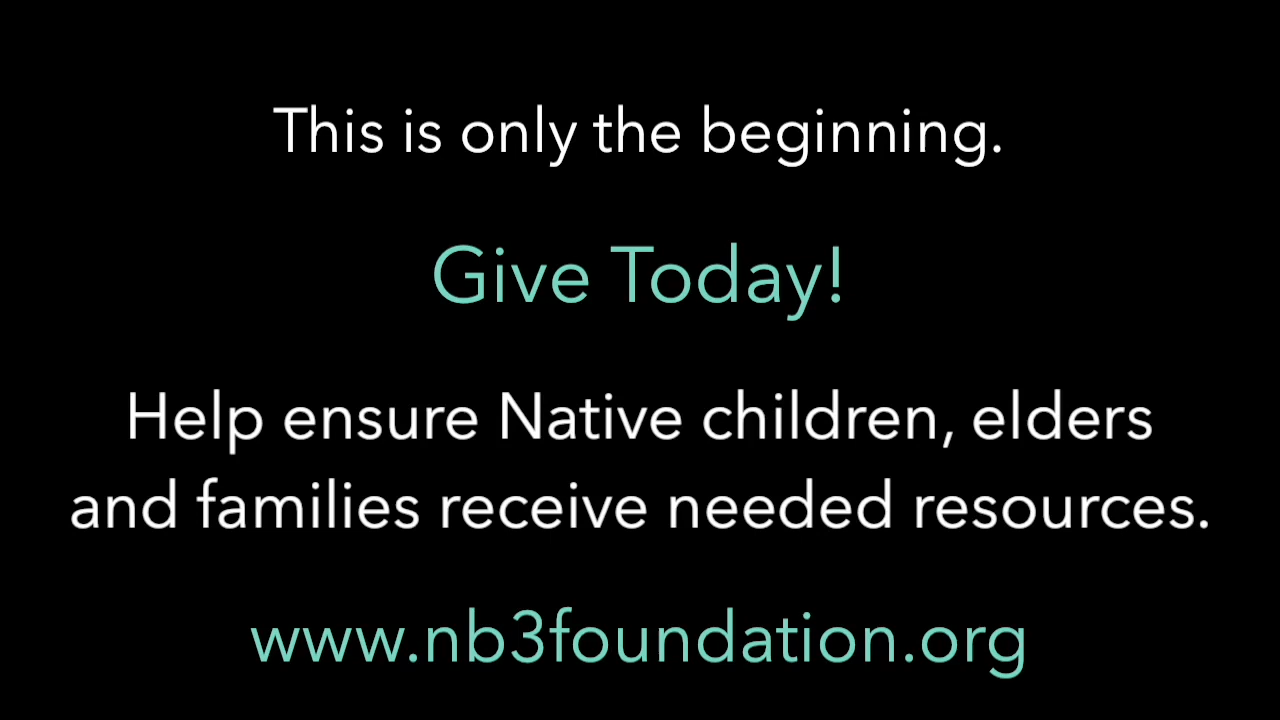 This is only the beginning.
Give Today!
Help ensure Native children, elders
and families receive needed resources.
www.nb3foundation.org